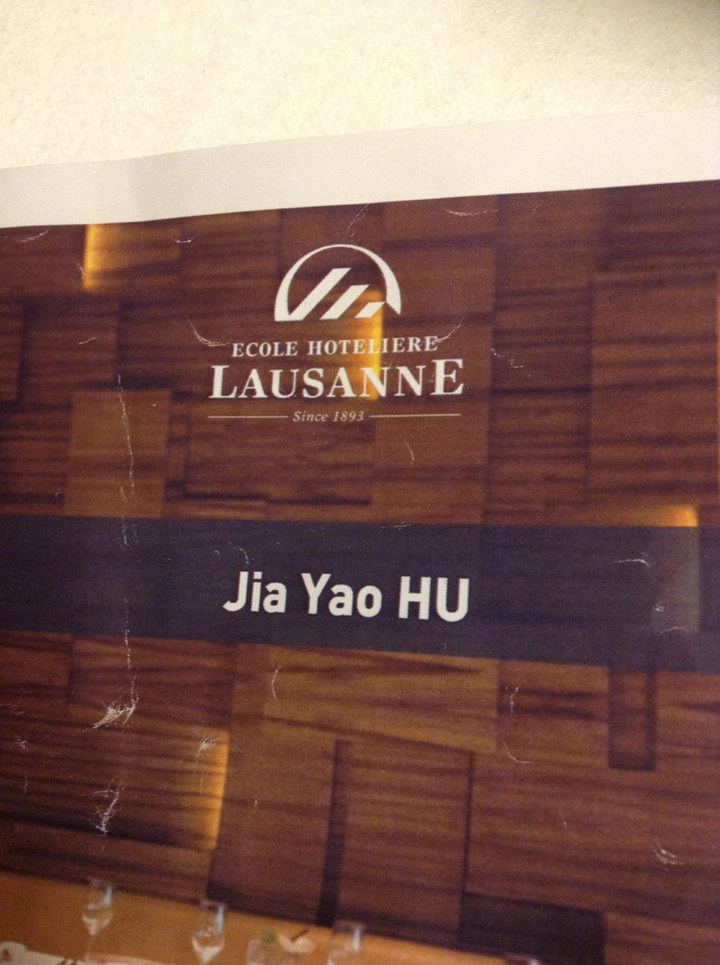 ECOLE HOTELIERE
LAUSANNE
Since 1893
Jia Yao HU